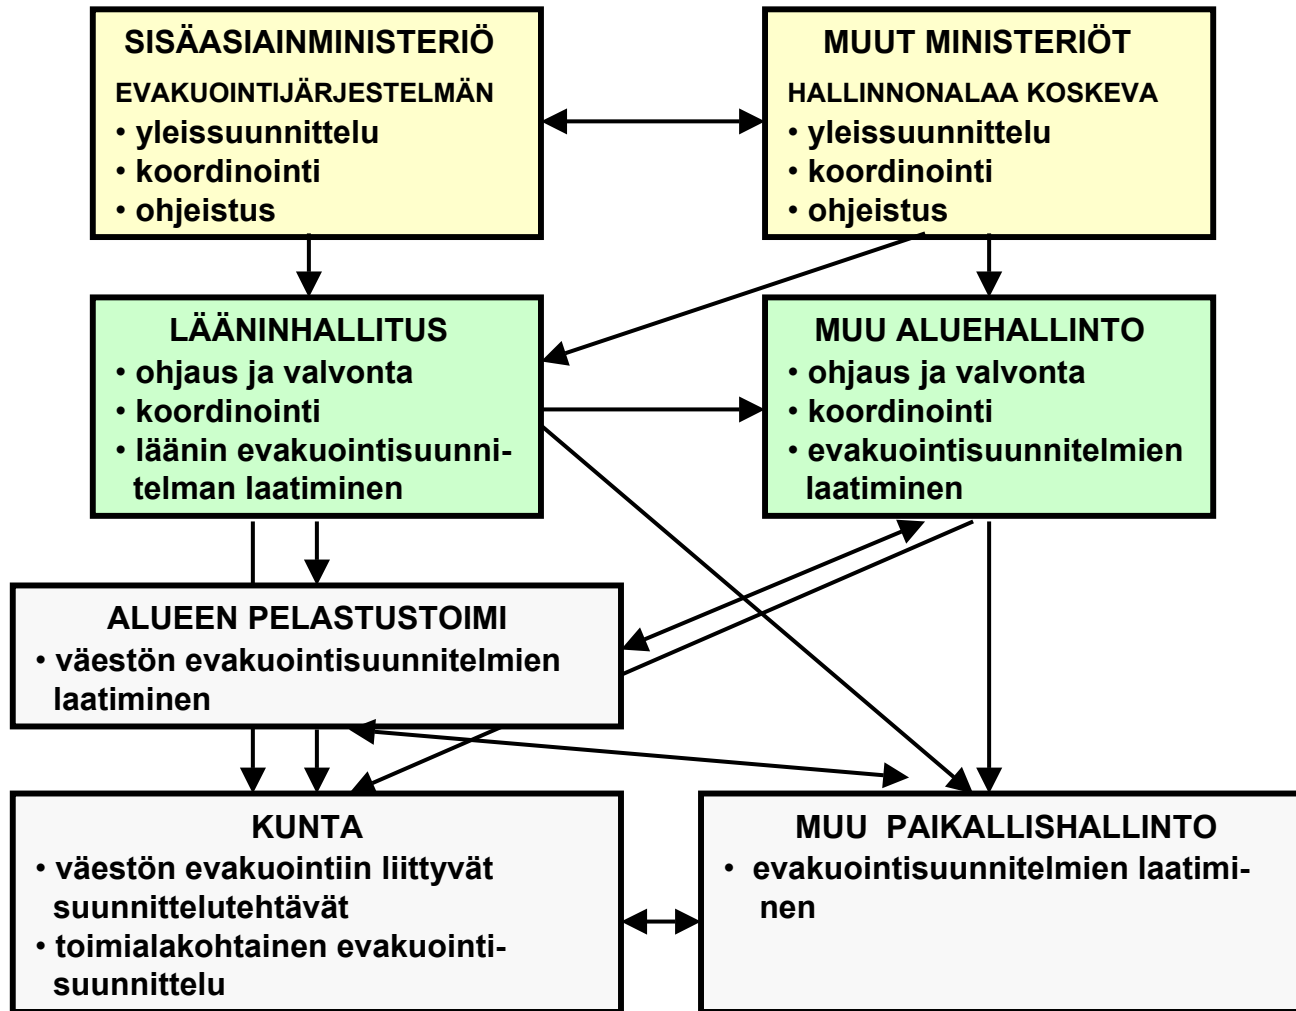 SISÄASIAINMINISTERIÖ
EVAKUOINTIJÄRJESTELMÄN
• yleissuunnittelu
• koordinointi
• ohjeistus
MUUT MINISTERIÖT
HALLINNONALAA KOSKEVA
• yleissuunnittelu
• koordinointi
• ohjeistus
LÄÄNINHALLITUS
• ohjaus ja valvonta
• koordinointi
• läänin evakuointisuunni-
telman laatiminen
MUU ALUEHALLINTO
• ohjaus ja valvonta
• koordinointi
• evakuointisuunnitelmien
laatiminen
ALUEEN PELASTUSTOIMI
• väestön evakuointisuunnitelmien
laatiminen
KUNTA
• väestön evakuointiin liittyvät
suunnittelutehtävät
• toimialakohtainen evakuointi-
suunnittelu
MUU PAIKALLISHALLINTO
• evakuointisuunnitelmien laatimi-
nen